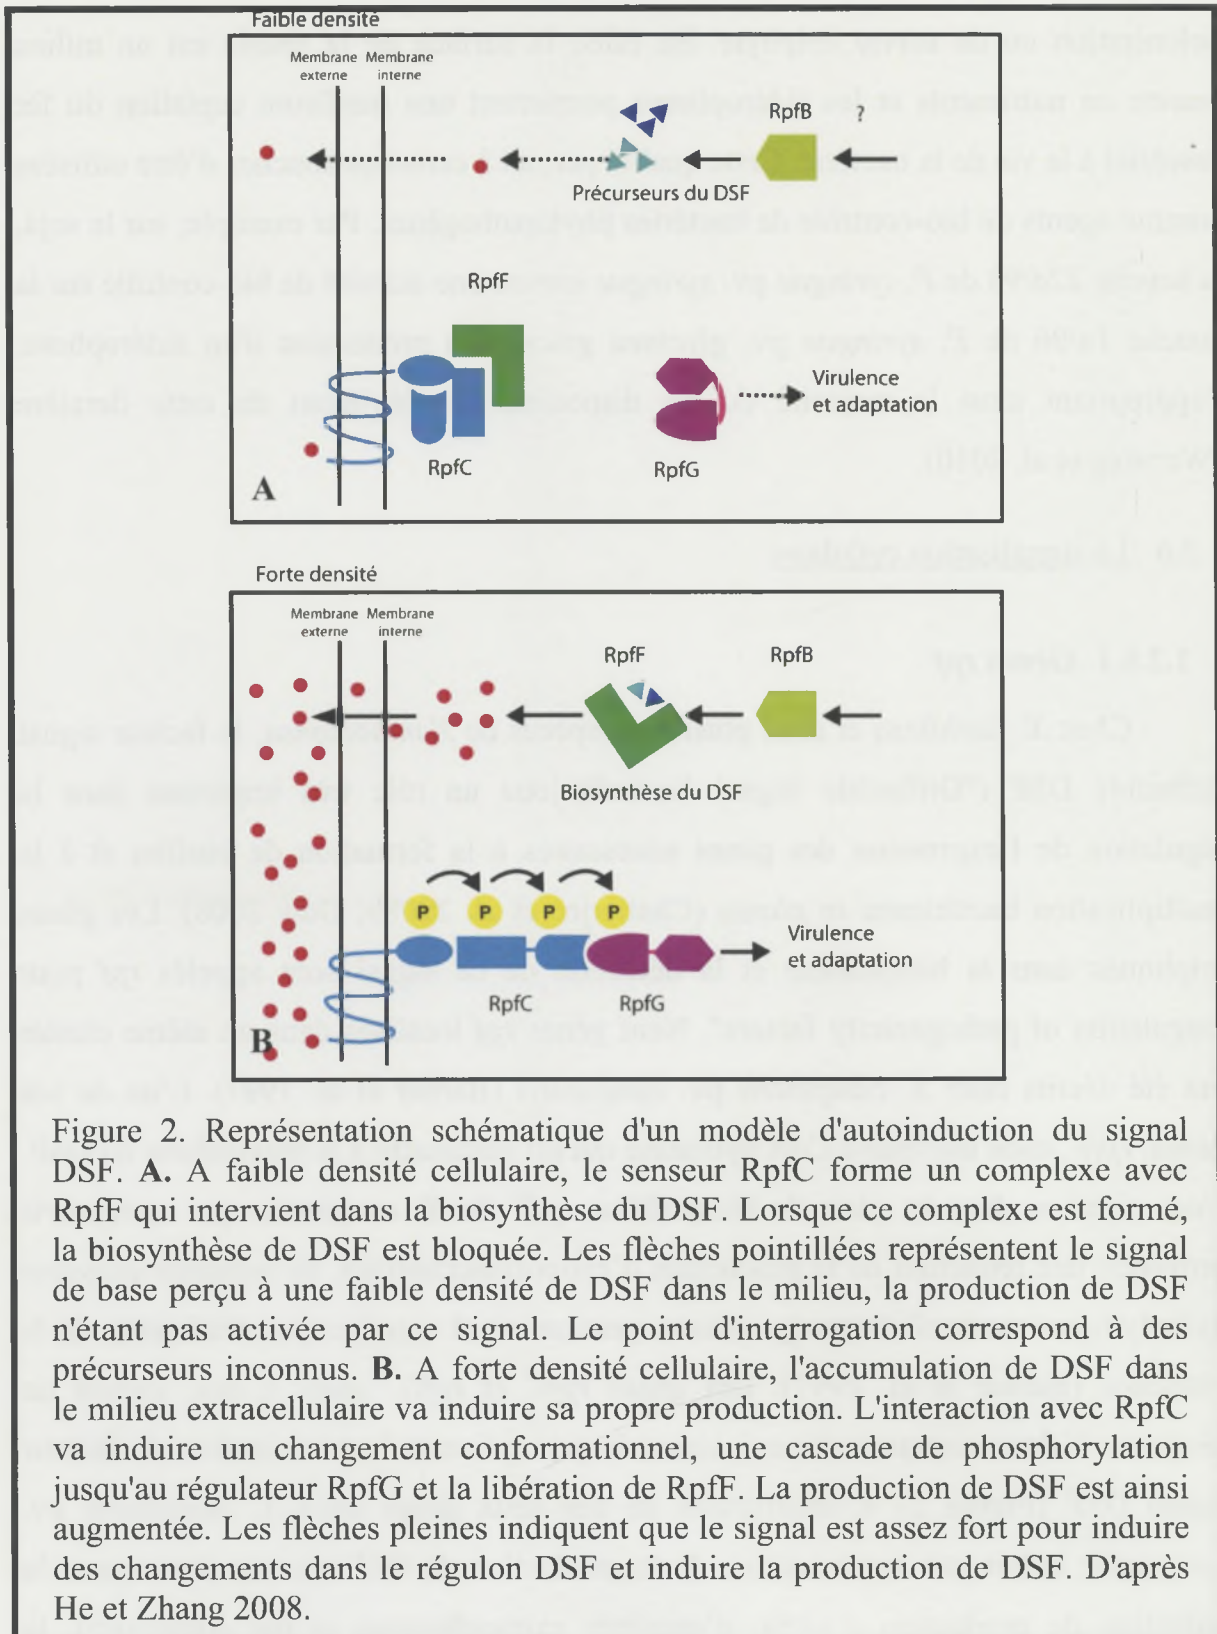 Faible densité
Membrane Membrane
externe interne
RpfB ?
Précurseurs du DSF
RpfF
Virulence
et adaptation
RpfC
RpfG
A
Forte densité
Membrane Membrane
externe interne
RpfF
RpfB
Biosynthèse du DSF
P P P P
Virulence
et adaptation
RpfC
RpfG
B
Figure 2. Représentation schématique d'un modèle d'autoinduction du signal
DSF. A. A faible densité cellulaire, le senseur RpfC forme un complexe avec
RpfF qui intervient dans la biosynthèse du DSF. Lorsque ce complexe est formé,
la biosynthèse de DSF est bloquée. Les flèches pointillées représentent le signal
de base perçu à une faible densité de DSF dans le milieu, la production de DSF
n'étant pas activée par ce signal. Le point d'interrogation correspond à des
précurseurs inconnus. B. A forte densité cellulaire, l'accumulation de DSF dans
le milieu extracellulaire va induire sa propre production. L'interaction avec RpfC
va induire un changement conformationnel, une cascade de phosphorylation
jusqu'au régulateur RpfG et la libération de RpfF. La production de DSF est ainsi
augmentée. Les flèches pleines indiquent que le signal est assez fort pour induire
des changements dans le régulon DSF et induire la production de DSF. D'après
He et Zhang 2008.